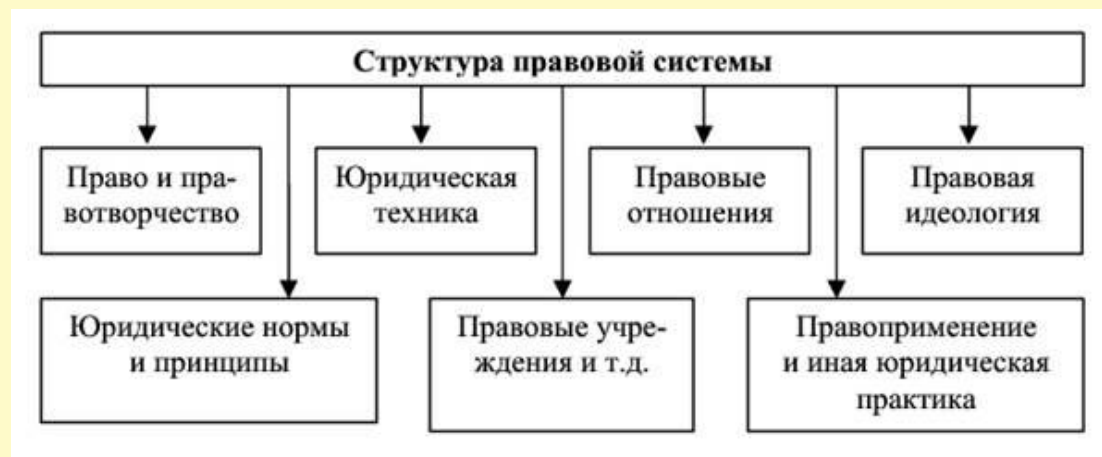 Структура правовой системы
Право и пра-
вотворчество
Юридическая
техника
Правовые
отношения
Правовая
идеология
Юридические нормы
и принципы
Правовые учре-
ждения и т.д.
Правоприменение
и иная юридическая
практика